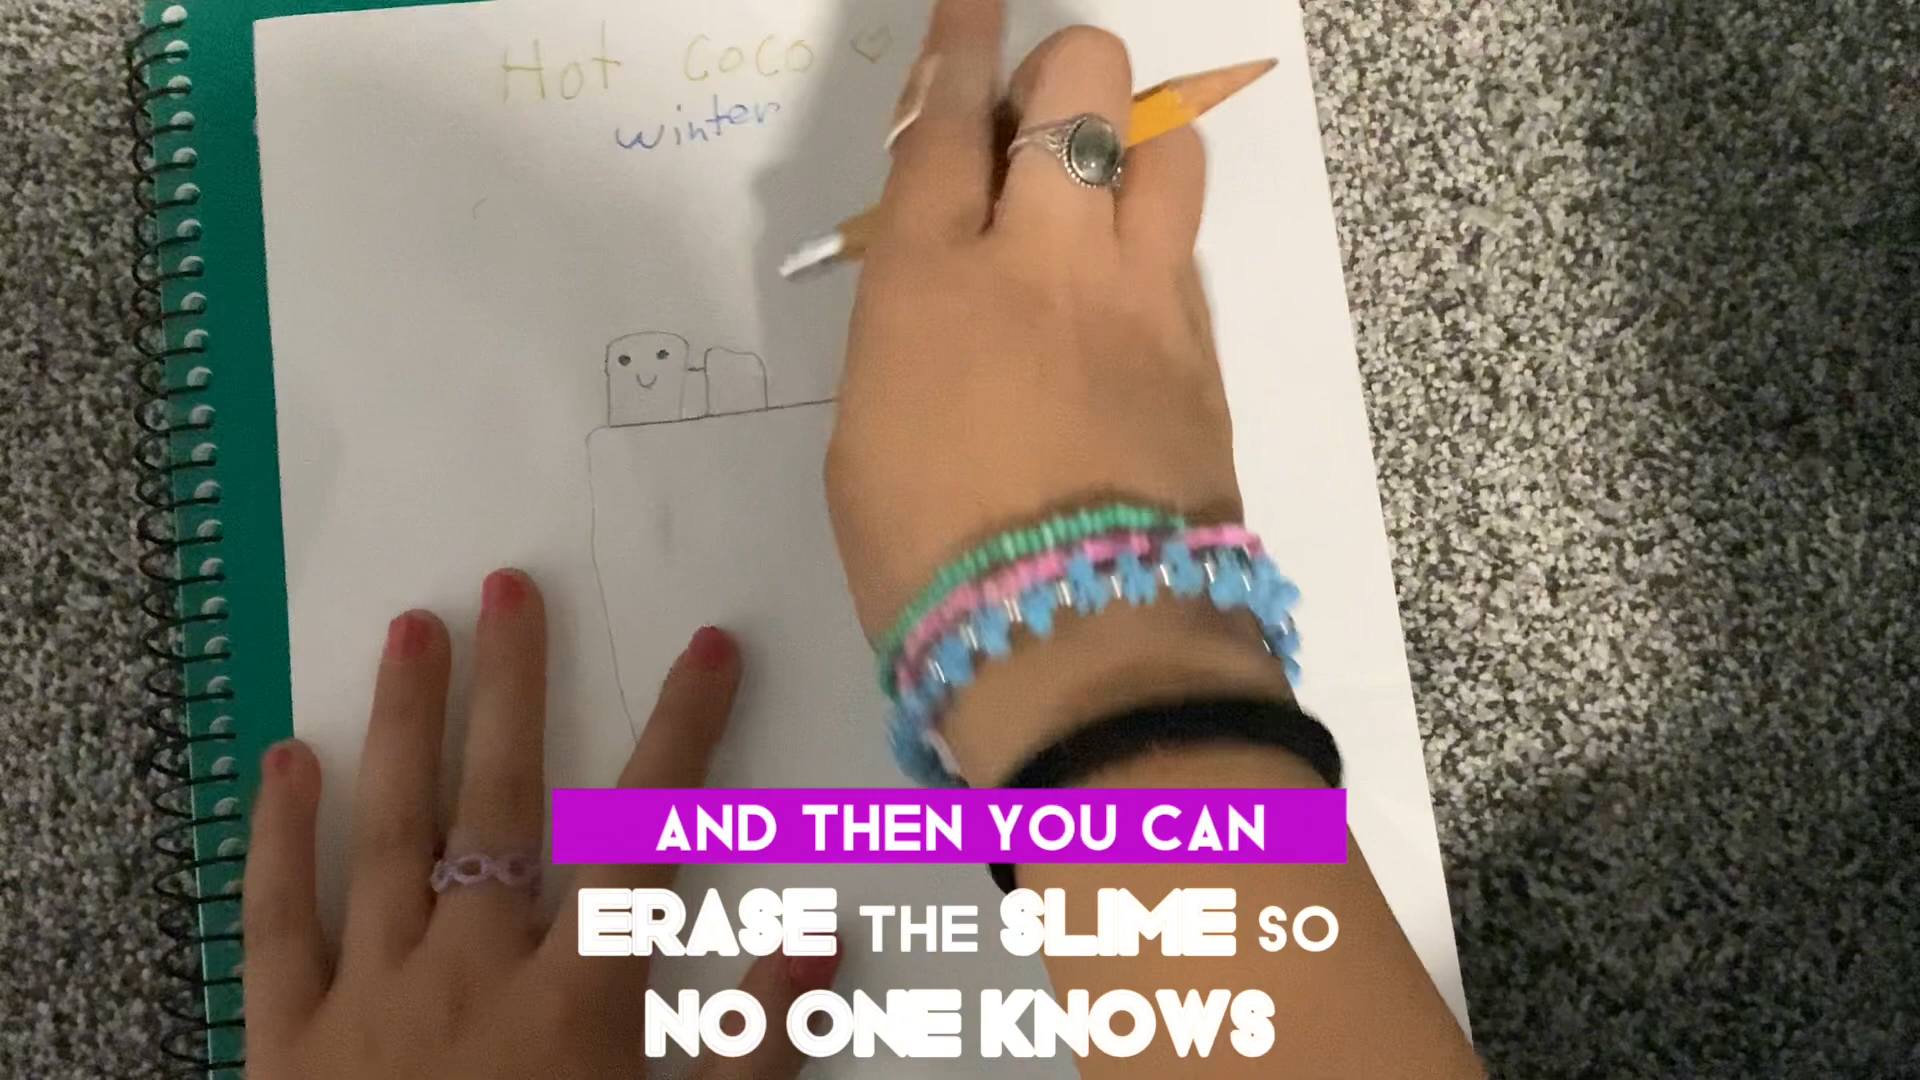 Hot Coco ♡
winter
AND THEN YOU CAN
ERASE THE SLIME SO
NO ONE KNOWS